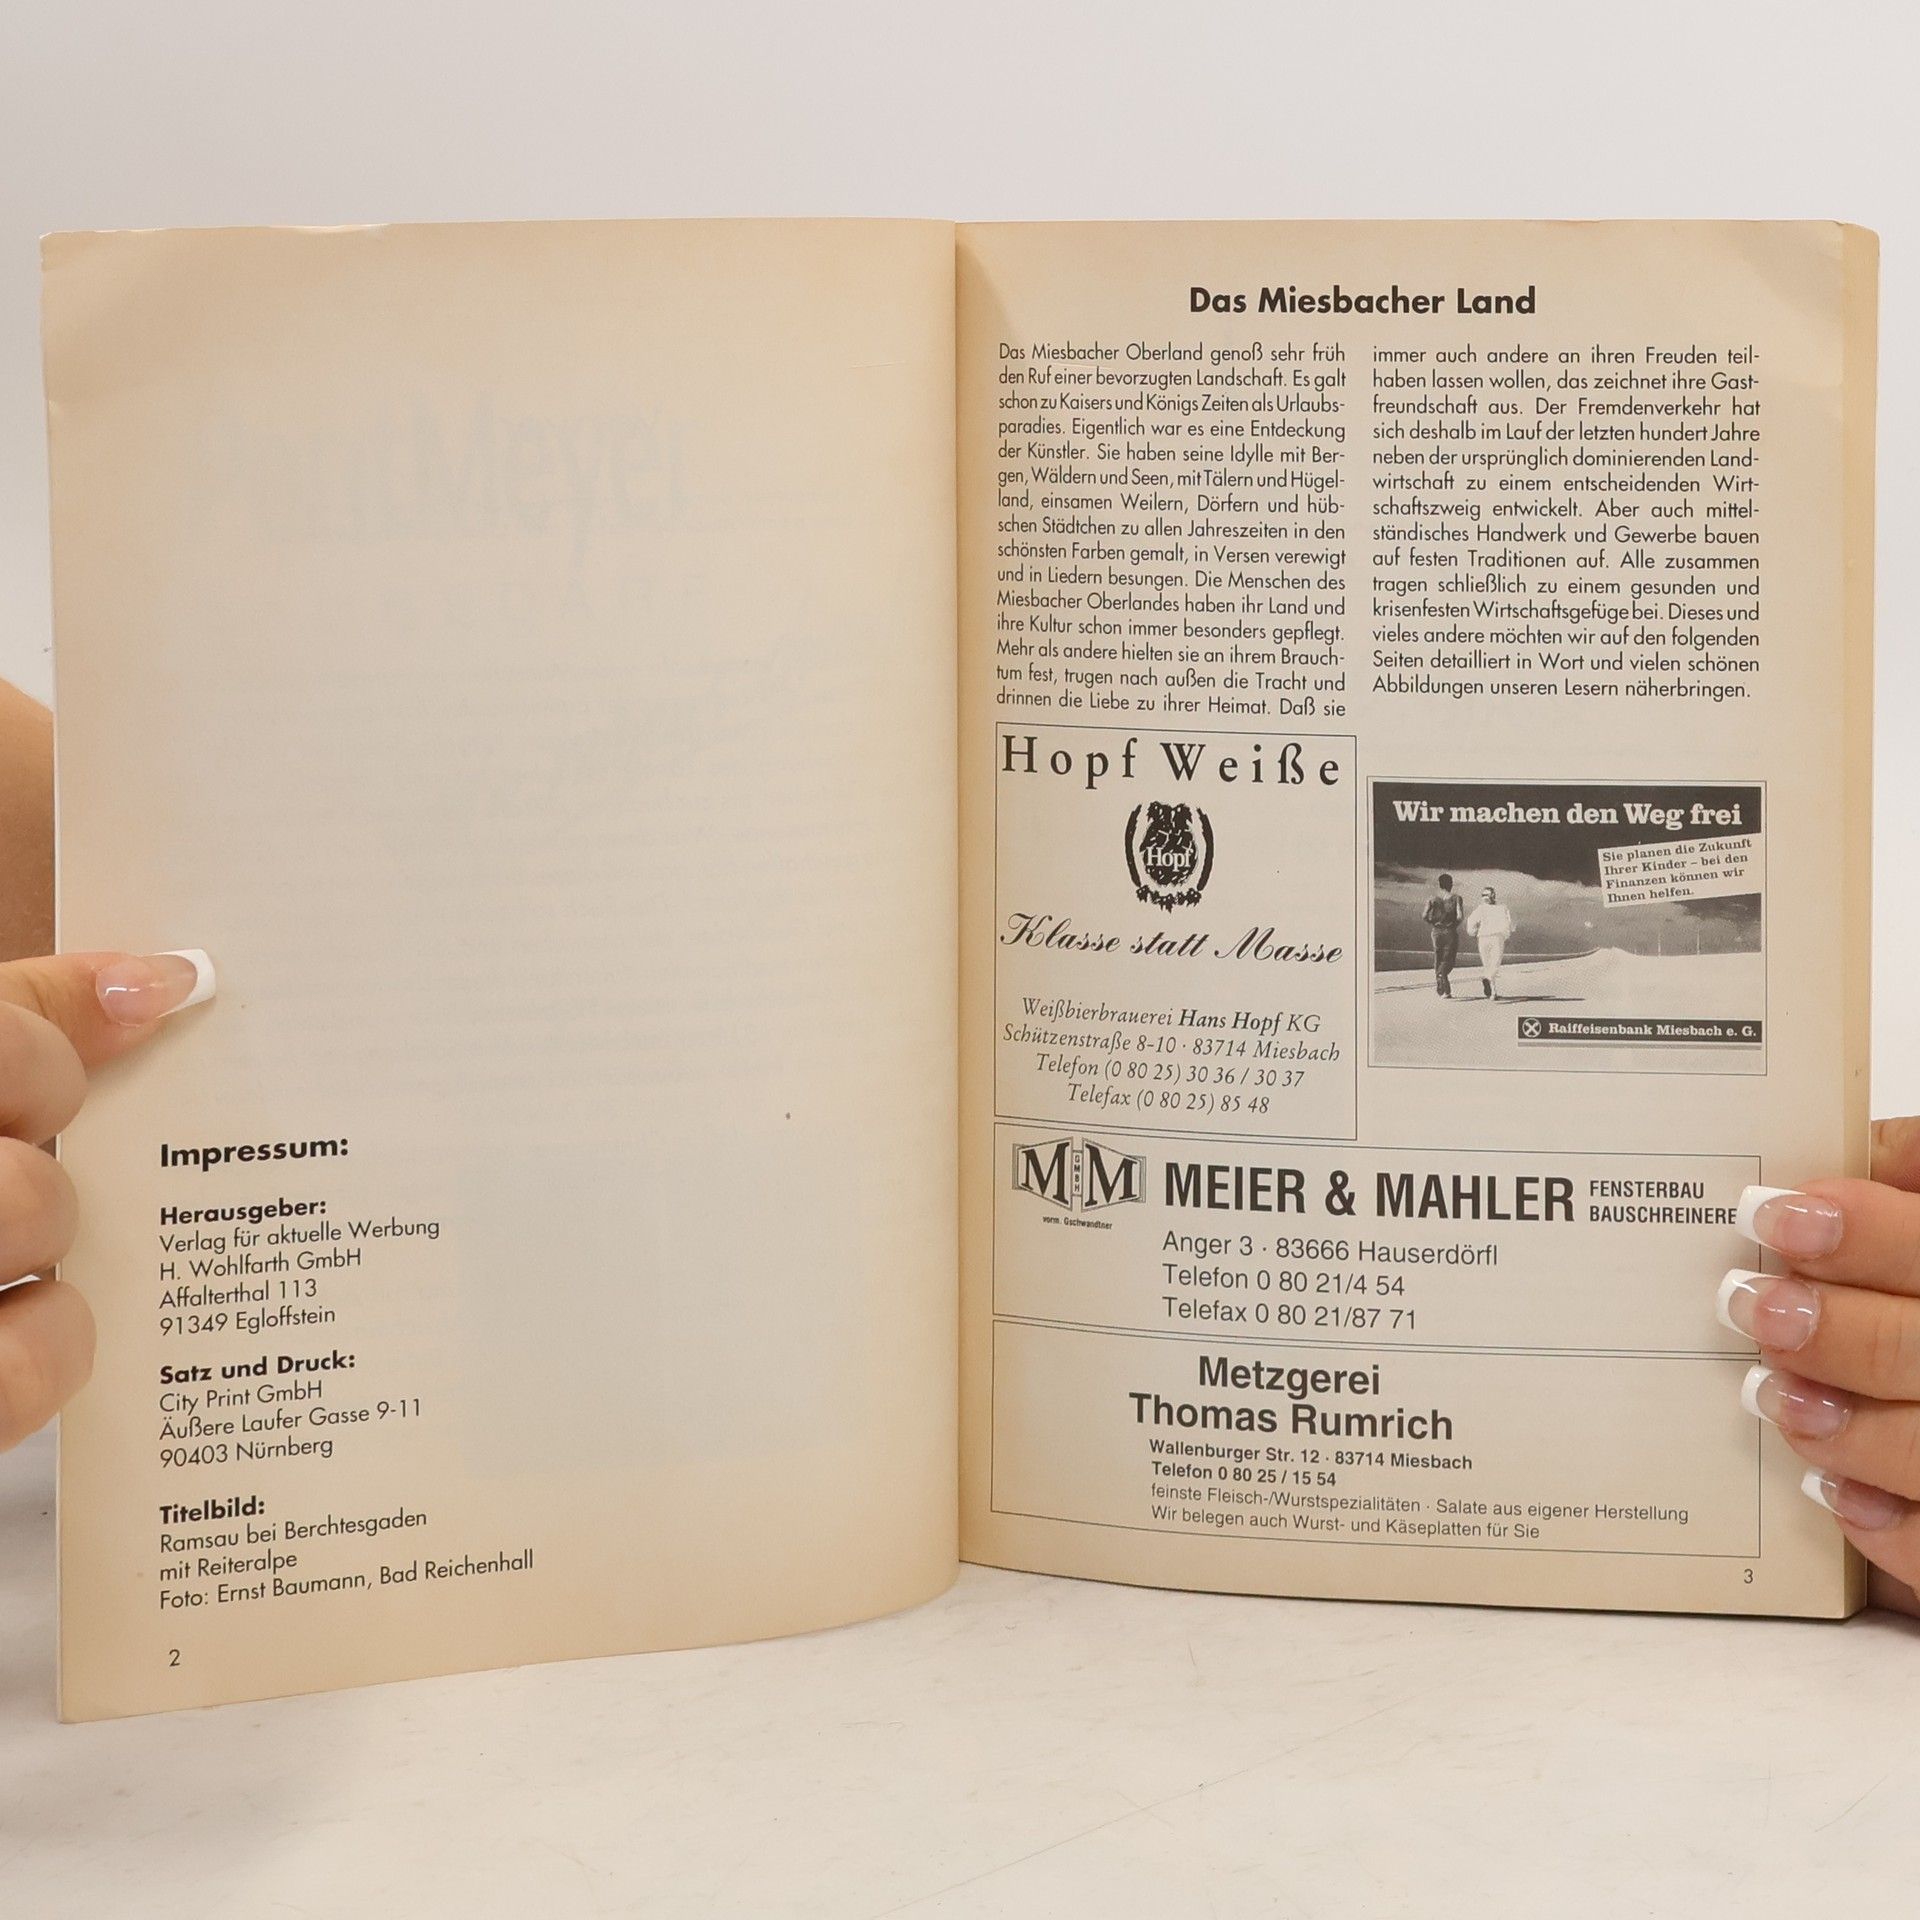 Impressum:
Herausgeber:
Verlag für aktuelle Werbung
H. Wohlfarth GmbH
Affalterthal 113
91349 Egloffstein
Satz und Druck:
City Print GmbH
Äußere Laufer Gasse 9-11
90403 Nürnberg
Titelbild:
Ramsau bei Berchtesgaden
mit Reiteralpe
Foto: Ernst Baumann, Bad Reichenhall
2
Das Miesbacher Land
Das Miesbacher Oberland genoß sehr früh
den Ruf einer bevorzugten Landschaft. Es galt
schon zu Kaisers und Königs Zeiten als Urlaubs-
paradies. Eigentlich war es eine Entdeckung
der Künstler. Sie haben seine Idylle mit Ber-
gen, Wäldern und Seen, mit Tälern und Hügel-
land, einsamen Weilern, Dörfern und hüb-
schen Städtchen zu allen Jahreszeiten in den
schönsten Farben gemalt, in Versen verewigt
und in Liedern besungen. Die Menschen des
Miesbacher Oberlandes haben ihr Land und
ihre Kultur schon immer besonders gepflegt.
Mehr als andere hielten sie an ihrem Brauch-
tum fest, trugen nach außen die Tracht und
drinnen die Liebe zu ihrer Heimat. Daß sie
immer auch andere an ihren Freuden teil-
haben lassen wollen, das zeichnet ihre Gast-
freundschaft aus. Der Fremdenverkehr hat
sich deshalb im Lauf der letzten hundert Jahre
neben der ursprünglich dominierenden Land-
wirtschaft zu einem entscheidenden Wirt-
schaftszweig entwickelt. Aber auch mittel-
ständisches Handwerk und Gewerbe bauen
auf festen Traditionen auf. Alle zusammen
tragen schließlich zu einem gesunden und
krisenfesten Wirtschaftsgefüge bei. Dieses und
vieles andere möchten wir auf den folgenden
Seiten detailliert in Wort und vielen schönen
Abbildungen unseren Lesern näherbringen.
Hopf Weiße
Hopf
Klasse statt Masse
Weißbierbrauerei Hans Hopf KG
Schützenstraße 8-10 · 83714 Miesbach
Telefon (0 80 25) 30 36 / 30 37
Telefax (0 80 25) 85 48
Wir machen den Weg frei
Sie planen die Zukunft
Ihrer Kinder – bei den
Finanzen können wir
Ihnen helfen.
Raiffeisenbank Miesbach e. G.
M GMBH M
vorm. Gschwandtner
MEIER & MAHLER
FENSTERBAU
BAUSCHREINERE
Anger 3 · 83666 Hauserdörfl
Telefon 0 80 21/4 54
Telefax 0 80 21/87 71
Metzgerei
Thomas Rumrich
Wallenburger Str. 12 · 83714 Miesbach
Telefon 0 80 25 / 15 54
feinste Fleisch-/Wurstspezialitäten · Salate aus eigener Herstellung
Wir belegen auch Wurst- und Käseplatten für Sie
3